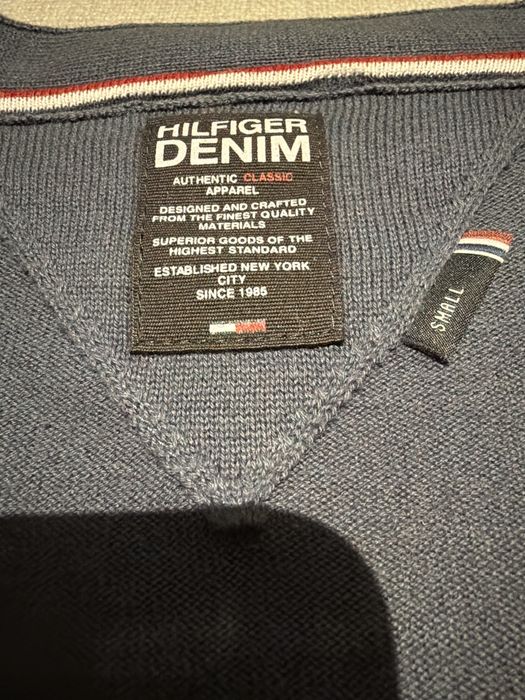 HILFIGER
DENIM
AUTHENTIC CLASSIC
APPAREL
DESIGNED AND CRAFTED
FROM THE FINEST QUALITY
MATERIALS
SUPERIOR GOODS OF THE
HIGHEST STANDARD
ESTABLISHED NEW YORK
CITY
SINCE 1985
SMALL